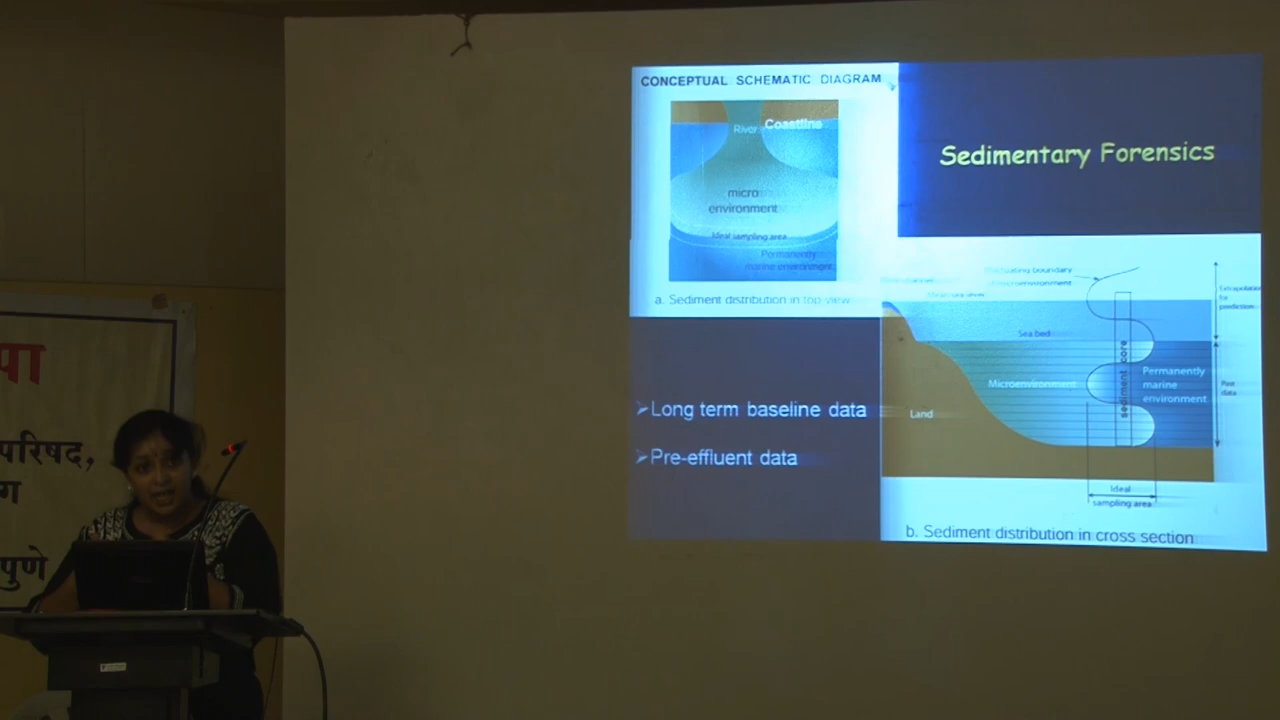 CONCEPTUAL SCHEMATIC DIAGRAM
River
Coastline
micro
environment
Ideal sampling area
Permanently
marine environment
a. Sediment distribution in top view
Sedimentary Forensics
Long term baseline data
Pre-effluent data
boundary
microenvironment
Sea bed
Microenvironment
Land
sediment core
Permanently
marine
environment
Extrapolation
for
prediction
Past
data
Ideal
sampling area
b. Sediment distribution in cross section
परिषद,
पुणे